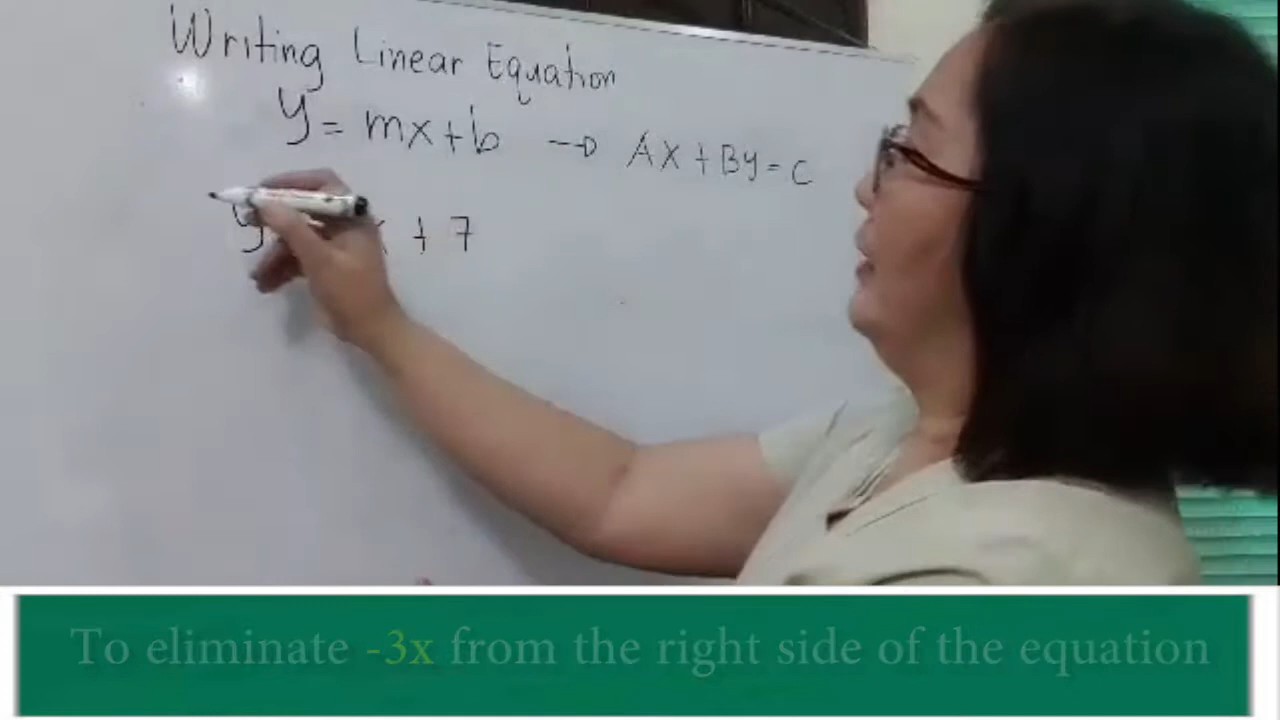 Writing Linear Equation
y = mx + b → Ax + By = C
y x + 7
To eliminate -3x from the right side of the equation